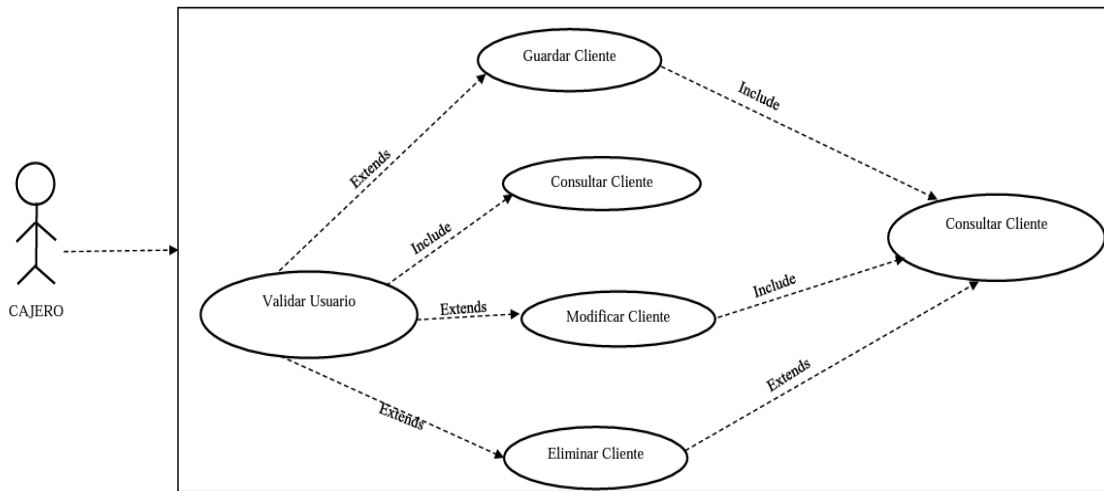 Guardar Cliente
Include
Extends
Consultar Cliente
Include
Consultar Cliente
CAJERO
Validar Usuario
Extends
Modificar Cliente
Include
Extends
Extends
Eliminar Cliente